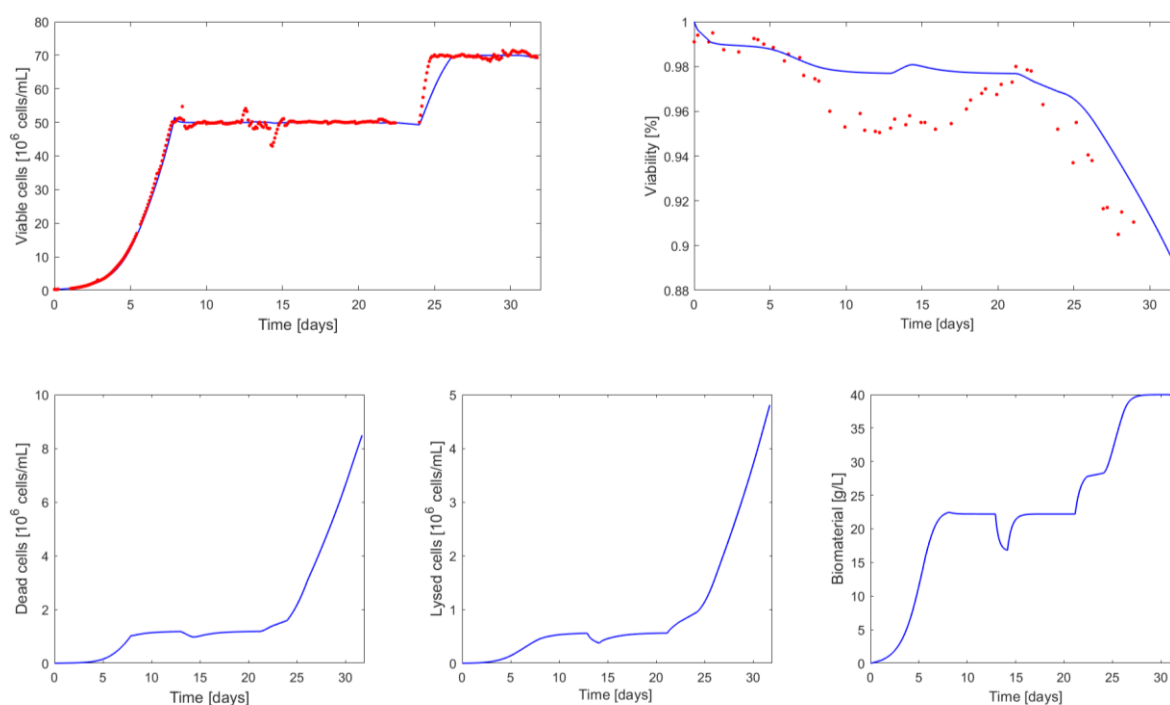 Viable cells [10⁶ cells/mL]
80
70
60
50
40
30
20
10
0
0 5 10 15 20 25 30
Time [days]
Viability [%]
1
0.98
0.96
0.94
0.92
0.9
0.88
0 5 10 15 20 25 30
Time [days]
Dead cells [10⁶ cells/mL]
10
8
6
4
2
0
0 5 10 15 20 25 30
Time [days]
Lysed cells [10⁶ cells/mL]
5
4
3
2
1
0
0 5 10 15 20 25 30
Time [days]
Biomaterial [g/L]
40
35
30
25
20
15
10
5
0
0 5 10 15 20 25 30
Time [days]